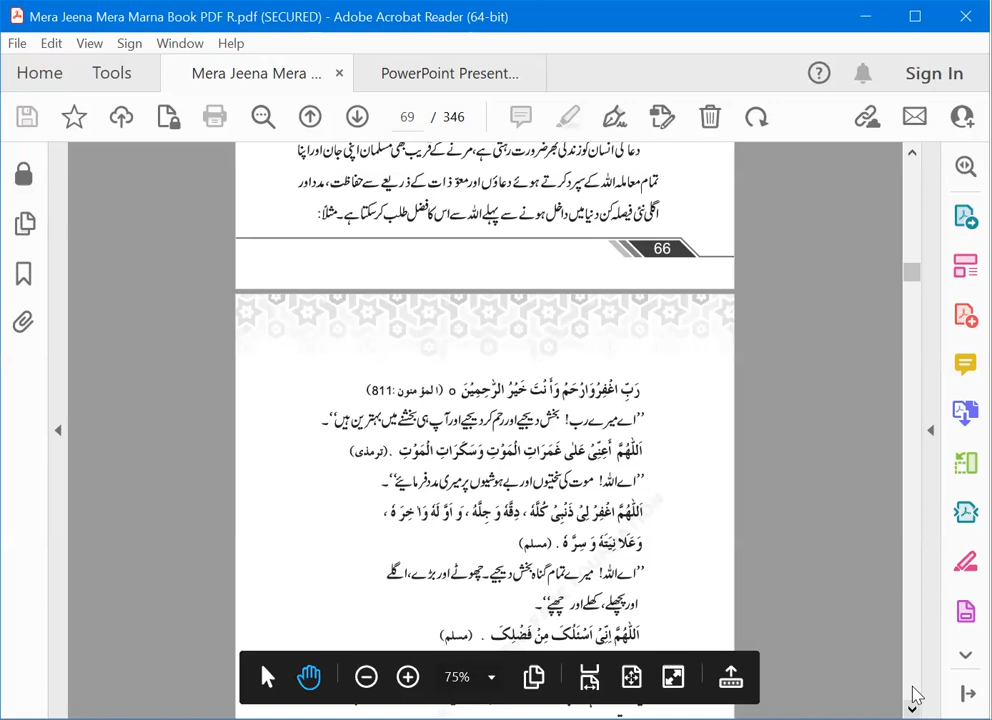 Mera Jeena Mera Marna Book PDF R.pdf (SECURED) - Adobe Acrobat Reader (64-bit)
File Edit View Sign Window Help
Home Tools Mera Jeena Mera ... × PowerPoint Present... Sign In
69 / 346
دعا کی انسان کو زندگی بھر ضرورت رہتی ہے، مرنے کے قریب بھی مسلمان اپنی جان اور اپنا
تمام معاملہ اللہ کے سپرد کرتے ہوئے دعاؤں اور معوّذات کے ذریعے سے حفاظت، مدد اور
اگلی نئی فیصلہ کن دنیا میں داخل ہونے سے پہلے اللہ سے اس کا فضل طلب کر سکتا ہے۔ مثلاً:
66
رَبِّ اغْفِرْ وَارْحَمْ وَأَنْتَ خَيْرُ الرّٰحِمِيْنَ o (المؤمنون:811)
’’اے میرے رب! بخش دیجیے اور رحم کر دیجیے اور آپ ہی بخشنے میں بہترین ہیں‘‘۔
اَللّٰهُمَّ أَعِنِّىْ عَلٰى غَمَرَاتِ الْمَوْتِ وَسَكَرَاتِ الْمَوْتِ .(ترمذی)
’’اے اللہ! موت کی سختیوں اور بے ہوشیوں پر میری مدد فرمائیے‘‘۔
اَللّٰهُمَّ اغْفِرْ لِىْ ذَنْبِىْ كُلَّهٗ ، دِقَّهٗ وَ جِلَّهٗ ، وَ اَوَّ لَهٗ وَاٰ خِرَ هٗ ،
وَعَلَا نِيَتَهٗ وَ سِرَّ هٗ . (مسلم)
’’اے اللہ! میرے تمام گناہ بخش دیجیے۔ چھوٹے اور بڑے، اگلے
اور پچھلے، کھلے اور چھپے‘‘۔
اَللّٰهُمَّ اِنِّىْ اَسْئَلُكَ مِنْ فَضْلِكَ . (مسلم)
75%